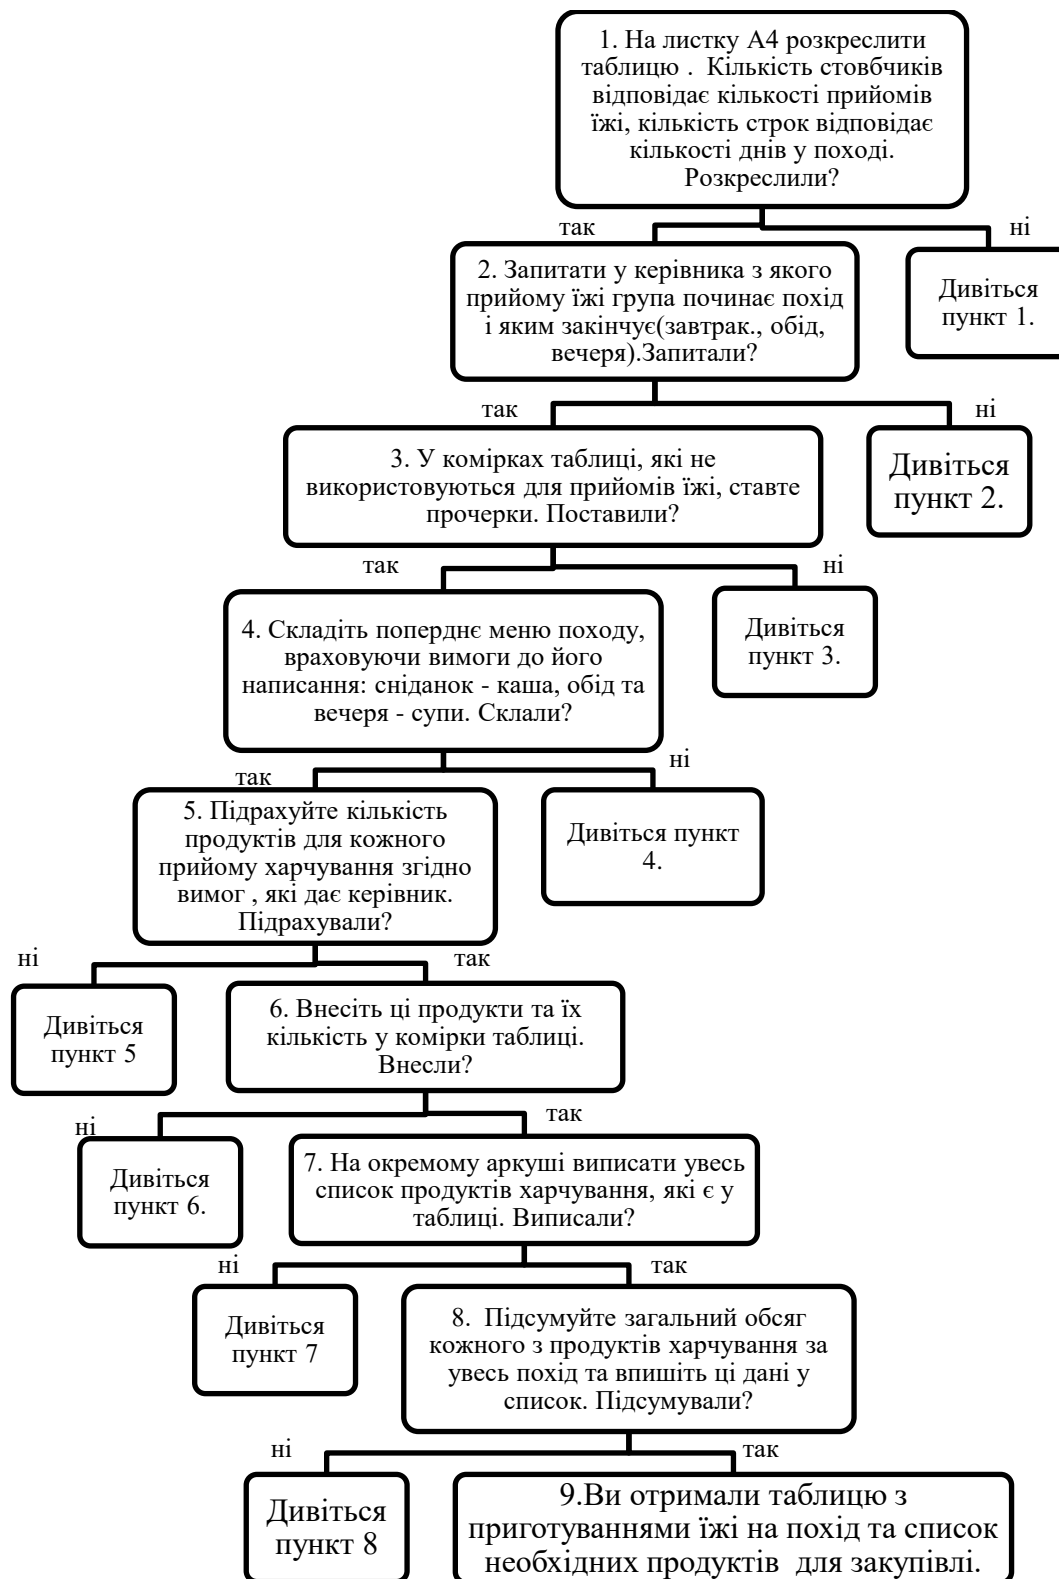 1. На листку А4 розкреслити
таблицю . Кількість стовбчиків
відповідає кількості прийомів
їжі, кількість строк відповідає
кількості днів у поході.
Розкреслили?
так
ні
2. Запитати у керівника з якого
прийому їжі група починає похід
і яким закінчує(завтрак., обід,
вечеря).Запитали?
Дивіться
пункт 1.
так
ні
3. У комірках таблиці, які не
використовуються для прийомів їжі, ставте
прочерки. Поставили?
Дивіться
пункт 2.
так
ні
4. Складіть поперднє меню походу,
враховуючи вимоги до його
написання: сніданок - каша, обід та
вечеря - супи. Склали?
Дивіться
пункт 3.
так
ні
5. Підрахуйте кількість
продуктів для кожного
прийому харчування згідно
вимог , які дає керівник.
Підрахували?
Дивіться пункт
4.
ні
так
Дивіться
пункт 5
6. Внесіть ці продукти та їх
кількість у комірки таблиці.
Внесли?
ні
так
Дивіться
пункт 6.
7. На окремому аркуші виписати увесь
список продуктів харчування, які є у
таблиці. Виписали?
ні
так
Дивіться
пункт 7
8. Підсумуйте загальний обсяг
кожного з продуктів харчування за
увесь похід та впишіть ці дані у
список. Підсумували?
ні
так
Дивіться
пункт 8
9.Ви отримали таблицю з
приготуваннями їжі на похід та список
необхідних продуктів для закупівлі.